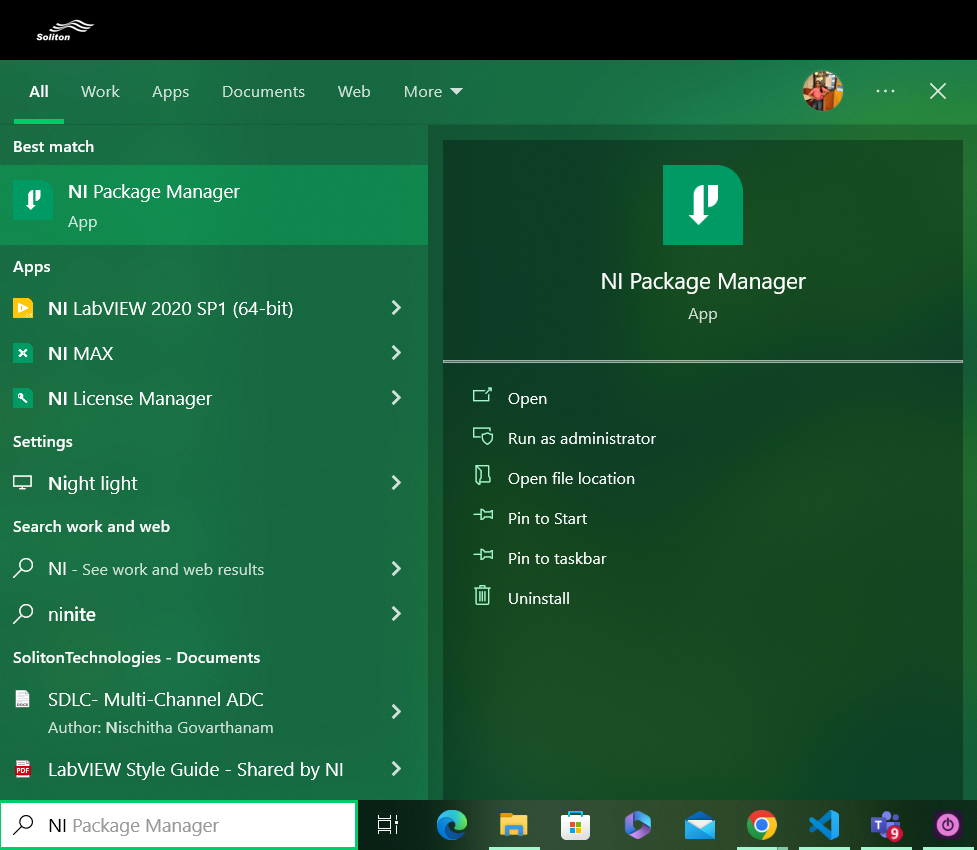 Soliton
All Work Apps Documents Web More
Best match
NI Package Manager
App
Apps
NI LabVIEW 2020 SP1 (64-bit)
NI MAX
NI License Manager
Settings
Night light
Search work and web
NI - See work and web results
ninite
SolitonTechnologies - Documents
SDLC- Multi-Channel ADC
Author: Nischitha Govarthanam
LabVIEW Style Guide - Shared by NI
NI Package Manager
App
Open
Run as administrator
Open file location
Pin to Start
Pin to taskbar
Uninstall
NI Package Manager
T 9
DOCX
PDF